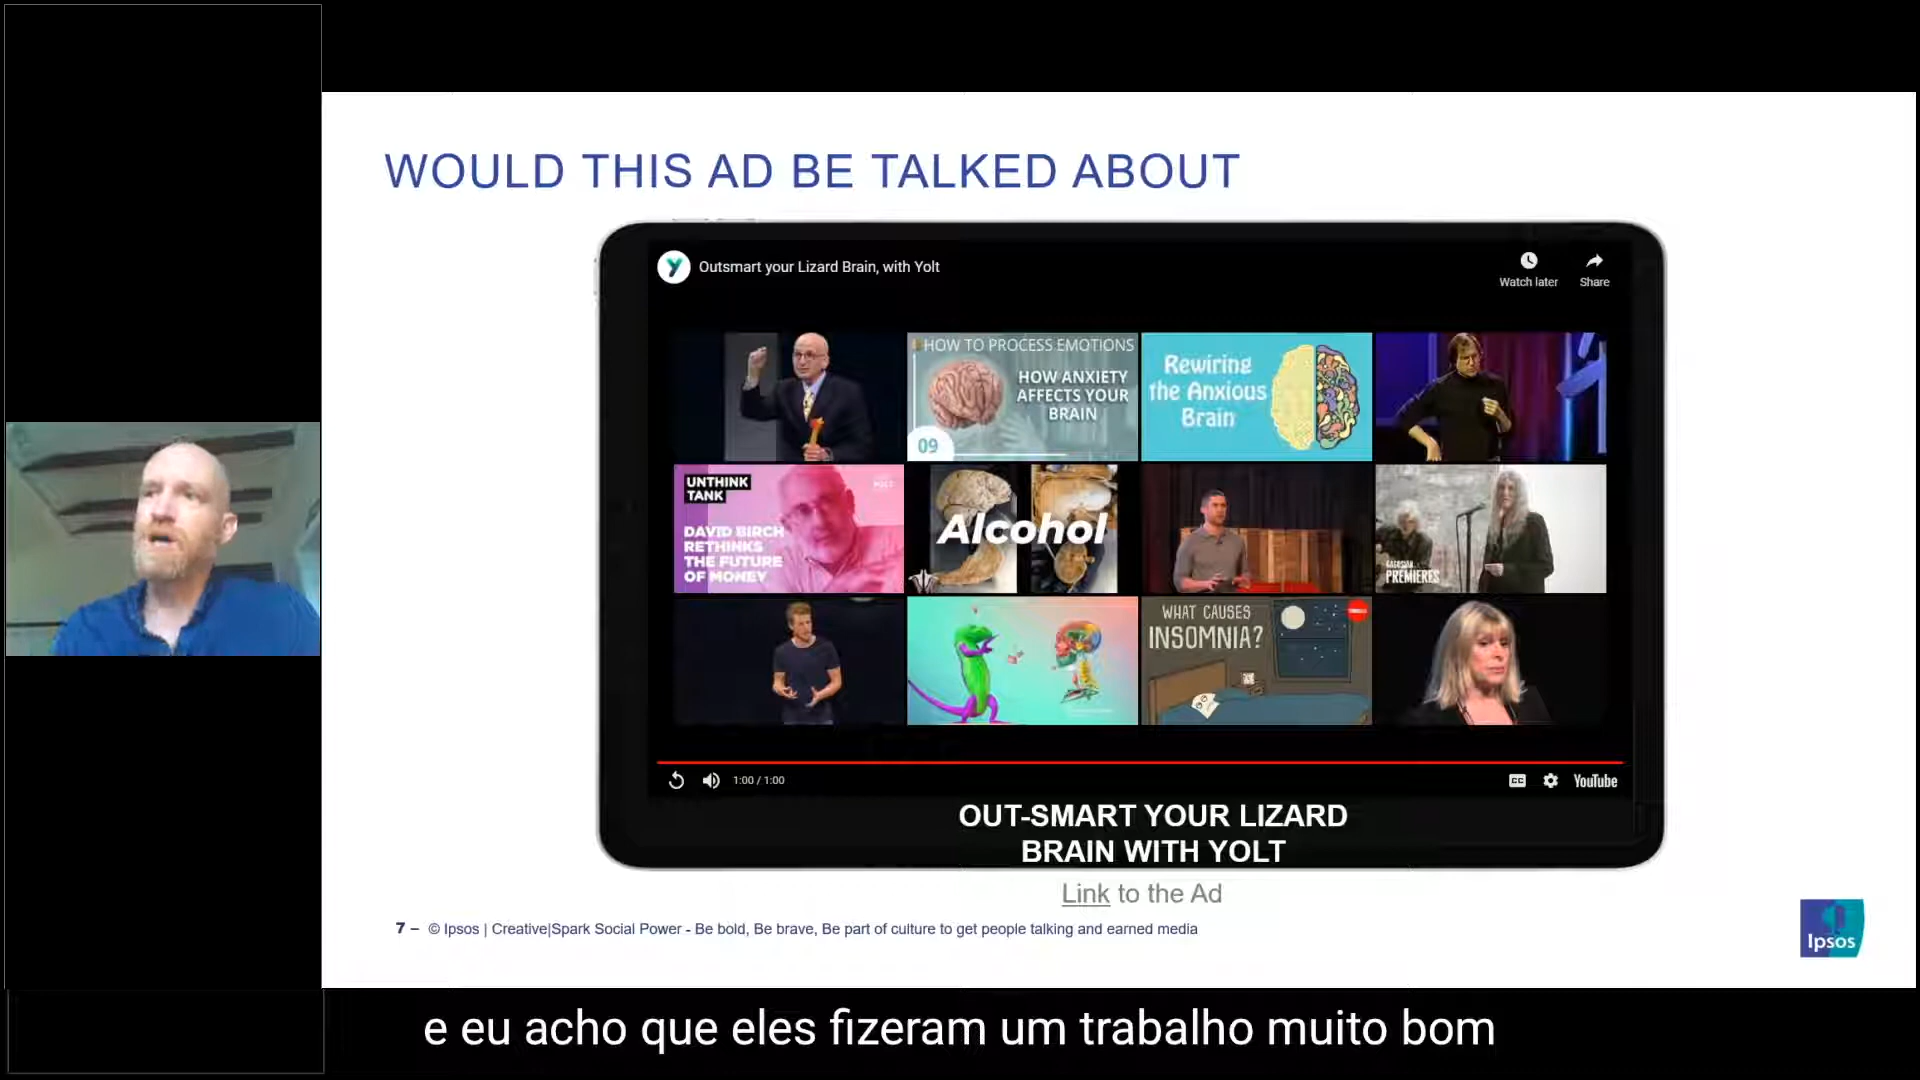 WOULD THIS AD BE TALKED ABOUT
Outsmart your Lizard Brain, with Yolt
Watch later
Share
HOW TO PROCESS EMOTIONS
HOW ANXIETY
AFFECTS YOUR
BRAIN
09
Rewiring
the Anxious
Brain
UNTHINK
TANK
DAVID BIRCH
RETHINKS
THE FUTURE
OF MONEY
Alcohol
GAGOSIAN
PREMIERES
WHAT CAUSES
INSOMNIA?
1:00 / 1:00
CC
YouTube
OUT-SMART YOUR LIZARD
BRAIN WITH YOLT
Link to the Ad
7 – © Ipsos | Creative|Spark Social Power - Be bold, Be brave, Be part of culture to get people talking and earned media
Ipsos
e eu acho que eles fizeram um trabalho muito bom